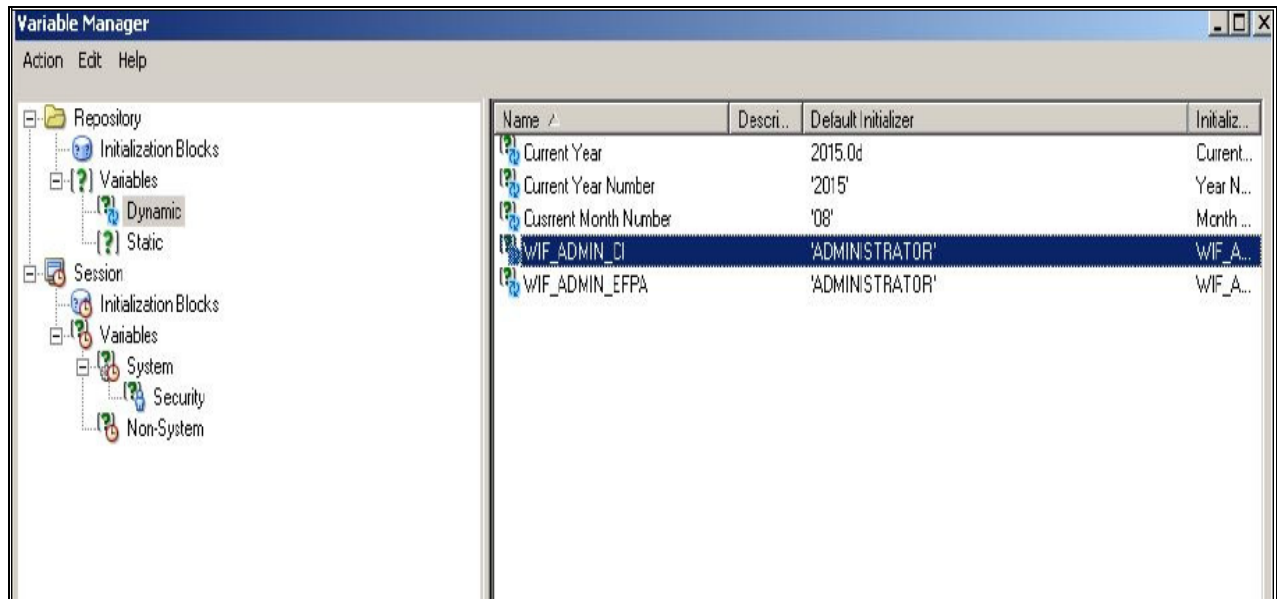 Variable Manager
Action Edit Help
Repository
Initialization Blocks
Variables
Dynamic
Static
Session
Initialization Blocks
Variables
System
Security
Non-System
Name Descri... Default Initializer Initializ...
Current Year 2015.0d Current...
Current Year Number '2015' Year N...
Cusrrent Month Number '08' Month ...
WIF_ADMIN_CI 'ADMINISTRATOR' WIF_A...
WIF_ADMIN_EFPA 'ADMINISTRATOR' WIF_A...